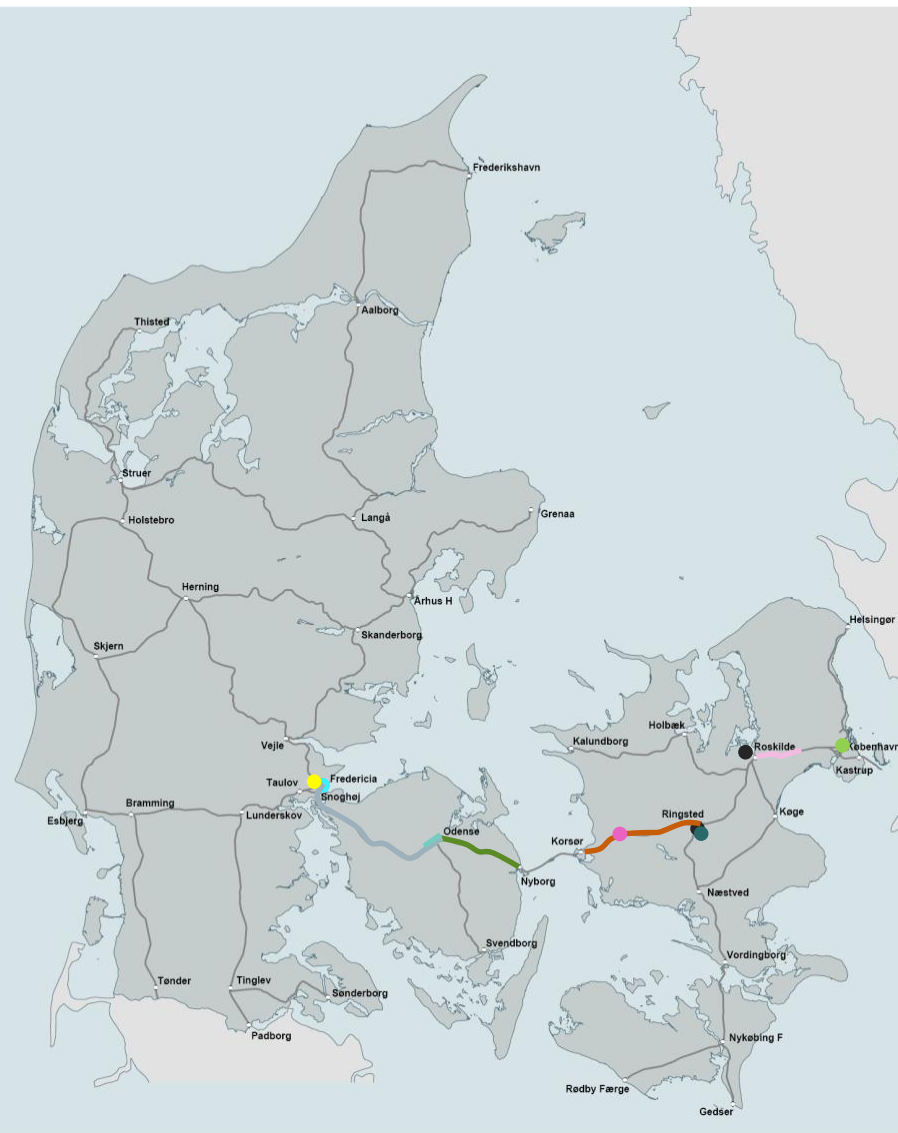 Frederikshavn
Aalborg
Thisted
Struer
Holstebro
Langå
Grenaa
Herning
Århus H
Helsingør
Skanderborg
Skjern
Holbæk
Kalundborg
Roskilde
København
Vejle
Kastrup
Taulov
Fredericia
Snoghøj
Bramming
Lunderskov
Esbjerg
Ringsted
Køge
Odense
Korsør
Nyborg
Næstved
Svendborg
Vordingborg
Tønder
Tinglev
Sønderborg
Padborg
Nykøbing F
Rødby Færge
Gedser